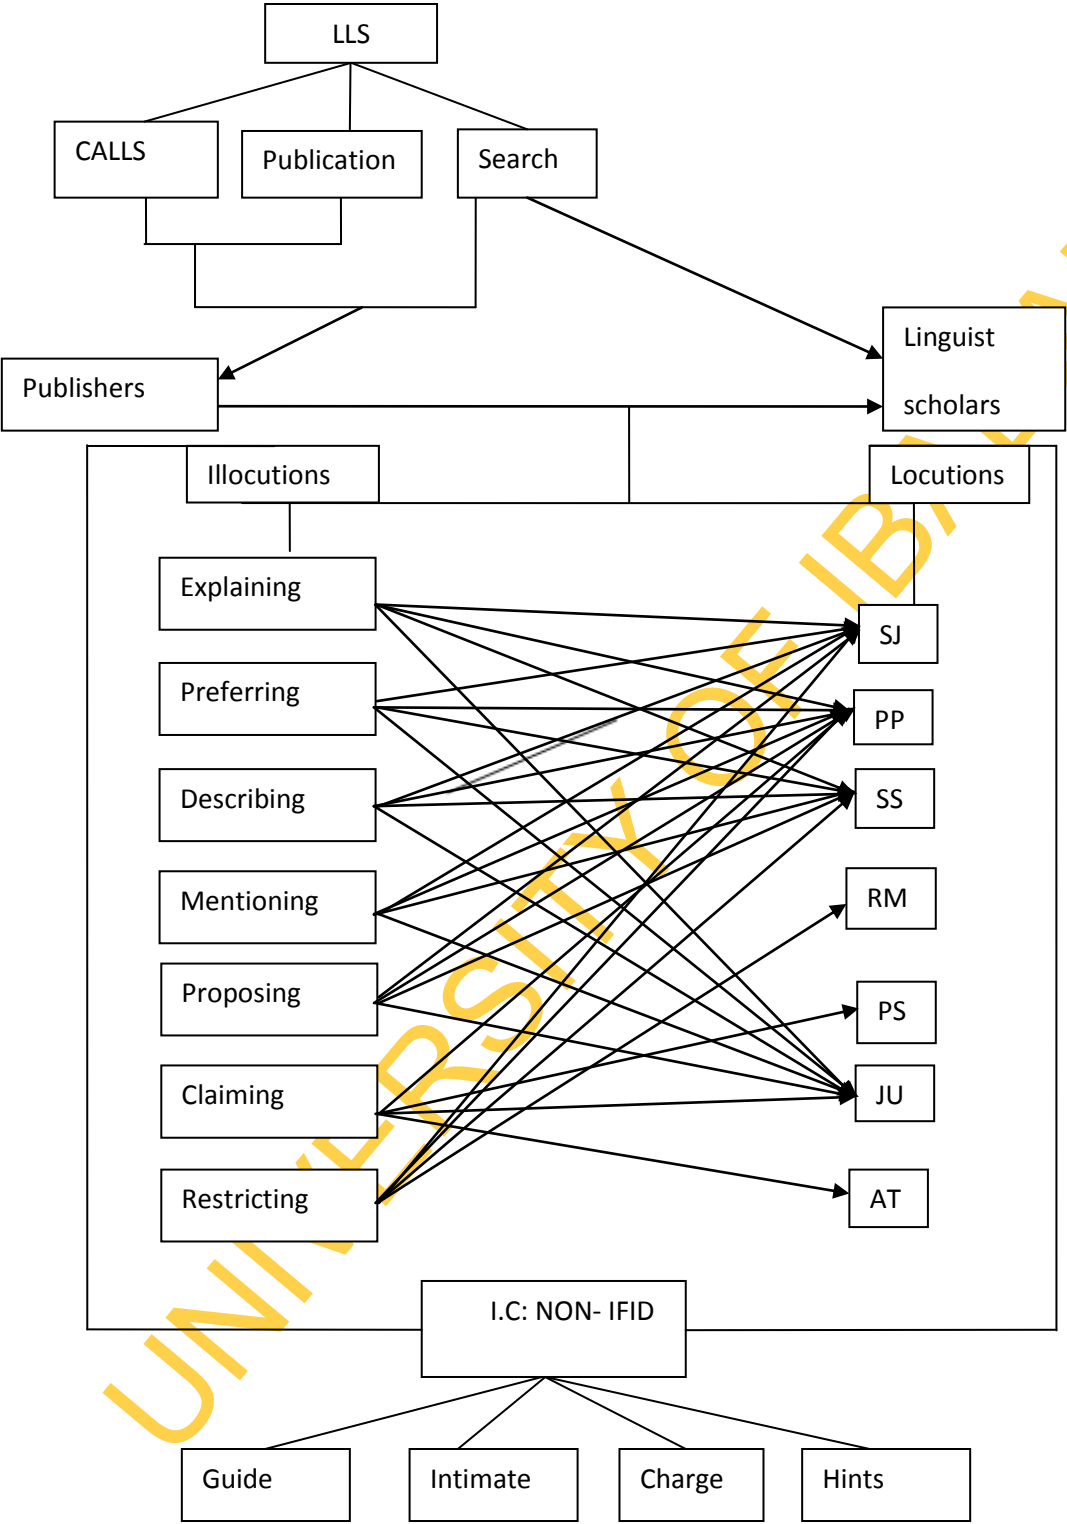 LLS
CALLS
Publication
Search
Linguist
scholars
Publishers
Illocutions
Locutions
Explaining
SJ
Preferring
PP
Describing
SS
Mentioning
RM
Proposing
PS
Claiming
JU
Restricting
AT
I.C: NON- IFID
Guide
Intimate
Charge
Hints
UNIVERSITY OF